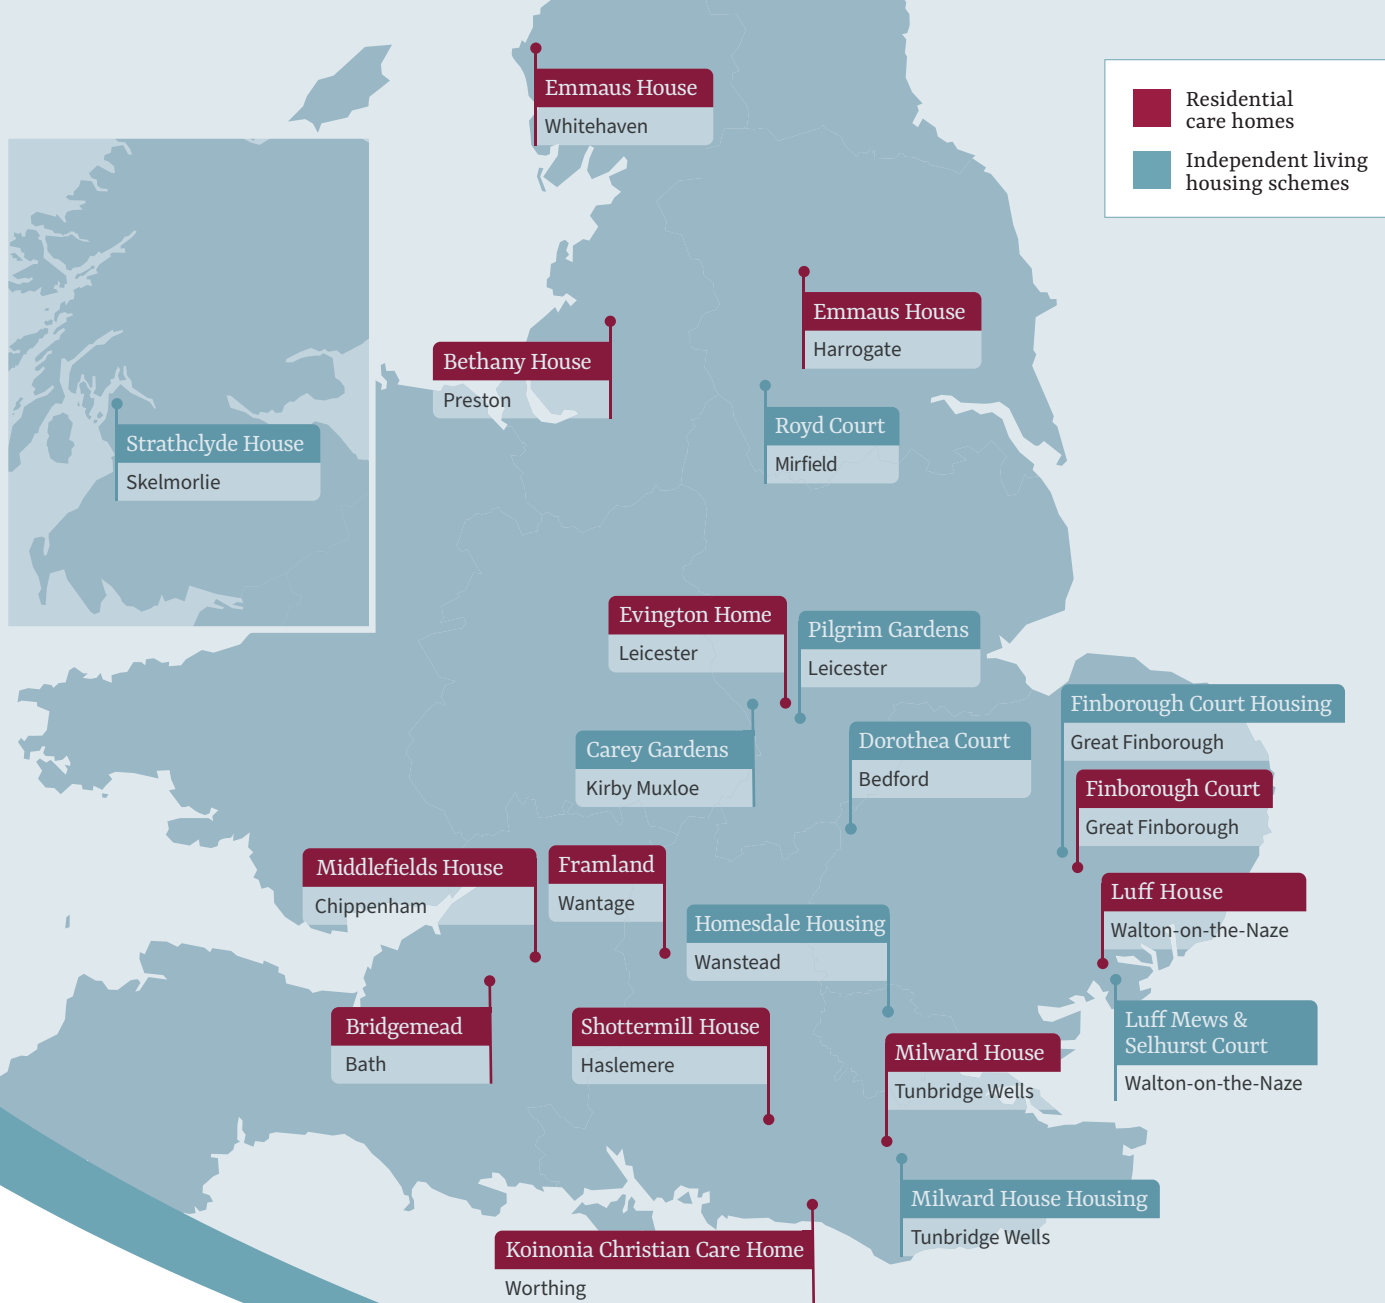 Emmaus House
Whitehaven
Residential
care homes
Independent living
housing schemes
Emmaus House
Harrogate
Bethany House
Preston
Royd Court
Mirfield
Strathclyde House
Skelmorlie
Evington Home
Leicester
Pilgrim Gardens
Leicester
Finborough Court Housing
Great Finborough
Carey Gardens
Kirby Muxloe
Dorothea Court
Bedford
Finborough Court
Great Finborough
Middlefields House
Chippenham
Framland
Wantage
Luff House
Walton-on-the-Naze
Homesdale Housing
Wanstead
Bridgemead
Bath
Shottermill House
Haslemere
Luff Mews &
Selhurst Court
Walton-on-the-Naze
Milward House
Tunbridge Wells
Milward House Housing
Tunbridge Wells
Koinonia Christian Care Home
Worthing